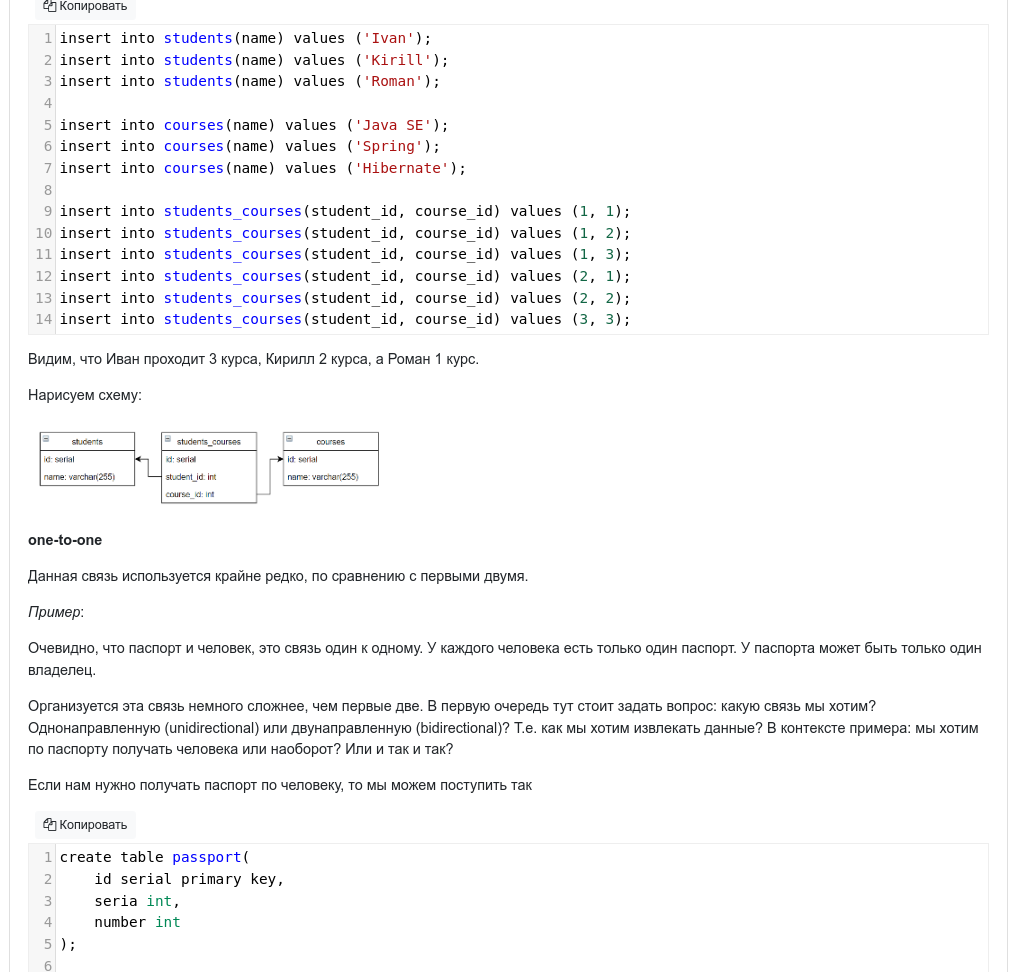 Копировать
1 insert into students(name) values ('Ivan');
2 insert into students(name) values ('Kirill');
3 insert into students(name) values ('Roman');
4
5 insert into courses(name) values ('Java SE');
6 insert into courses(name) values ('Spring');
7 insert into courses(name) values ('Hibernate');
8
9 insert into students_courses(student_id, course_id) values (1, 1);
10 insert into students_courses(student_id, course_id) values (1, 2);
11 insert into students_courses(student_id, course_id) values (1, 3);
12 insert into students_courses(student_id, course_id) values (2, 1);
13 insert into students_courses(student_id, course_id) values (2, 2);
14 insert into students_courses(student_id, course_id) values (3, 3);
Видим, что Иван проходит 3 курса, Кирилл 2 курса, а Роман 1 курс.
Нарисуем схему:
students
id: serial
name: varchar(255)
students_courses
id: serial
student_id: int
course_id: int
courses
id: serial
name: varchar(255)
one-to-one
Данная связь используется крайне редко, по сравнению с первыми двумя.
Пример:
Очевидно, что паспорт и человек, это связь один к одному. У каждого человека есть только один паспорт. У паспорта может быть только один
владелец.
Организуется эта связь немного сложнее, чем первые две. В первую очередь тут стоит задать вопрос: какую связь мы хотим?
Однонаправленную (unidirectional) или двунаправленную (bidirectional)? Т.е. как мы хотим извлекать данные? В контексте примера: мы хотим
по паспорту получать человека или наоборот? Или и так и так?
Если нам нужно получать паспорт по человеку, то мы можем поступить так
Копировать
1 create table passport(
2 id serial primary key,
3 seria int,
4 number int
5 );
6